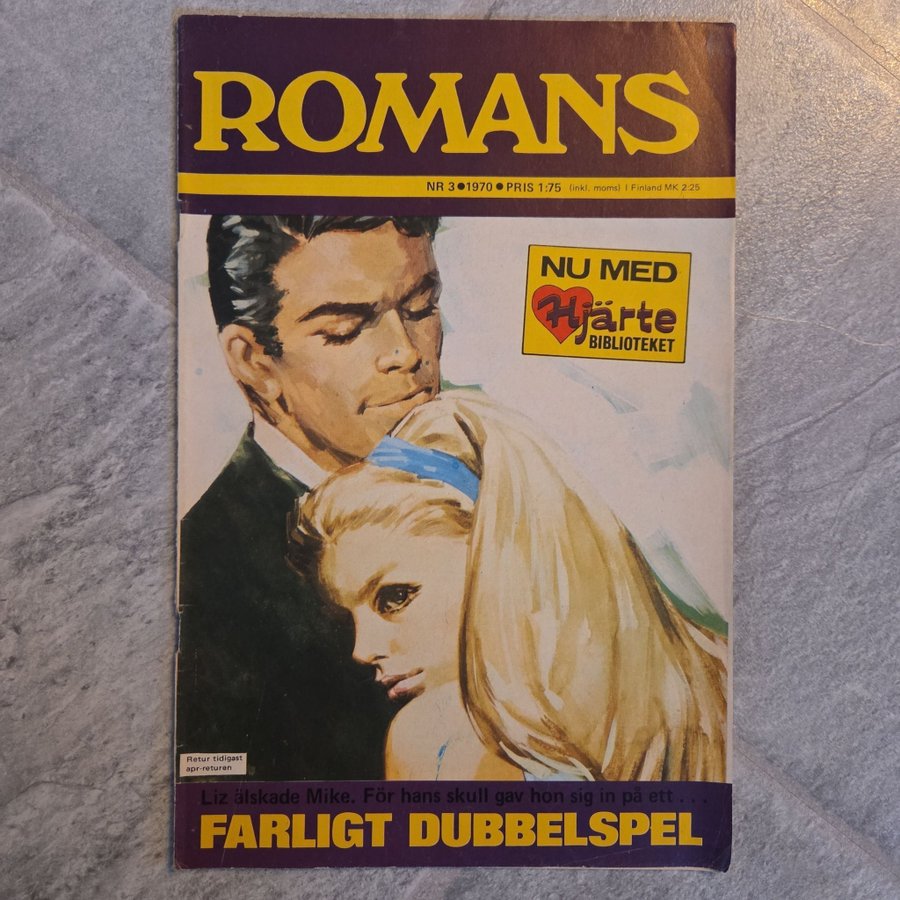 ROMANS
NR 3 ● 1970 ● PRIS 1:75 (inkl. moms) I Finland MK 2:25
NU MED
Hjärte
BIBLIOTEKET
Retur tidigast
apr-returen
Liz älskade Mike. För hans skull gav hon sig in på ett . . .
FARLIGT DUBBELSPEL